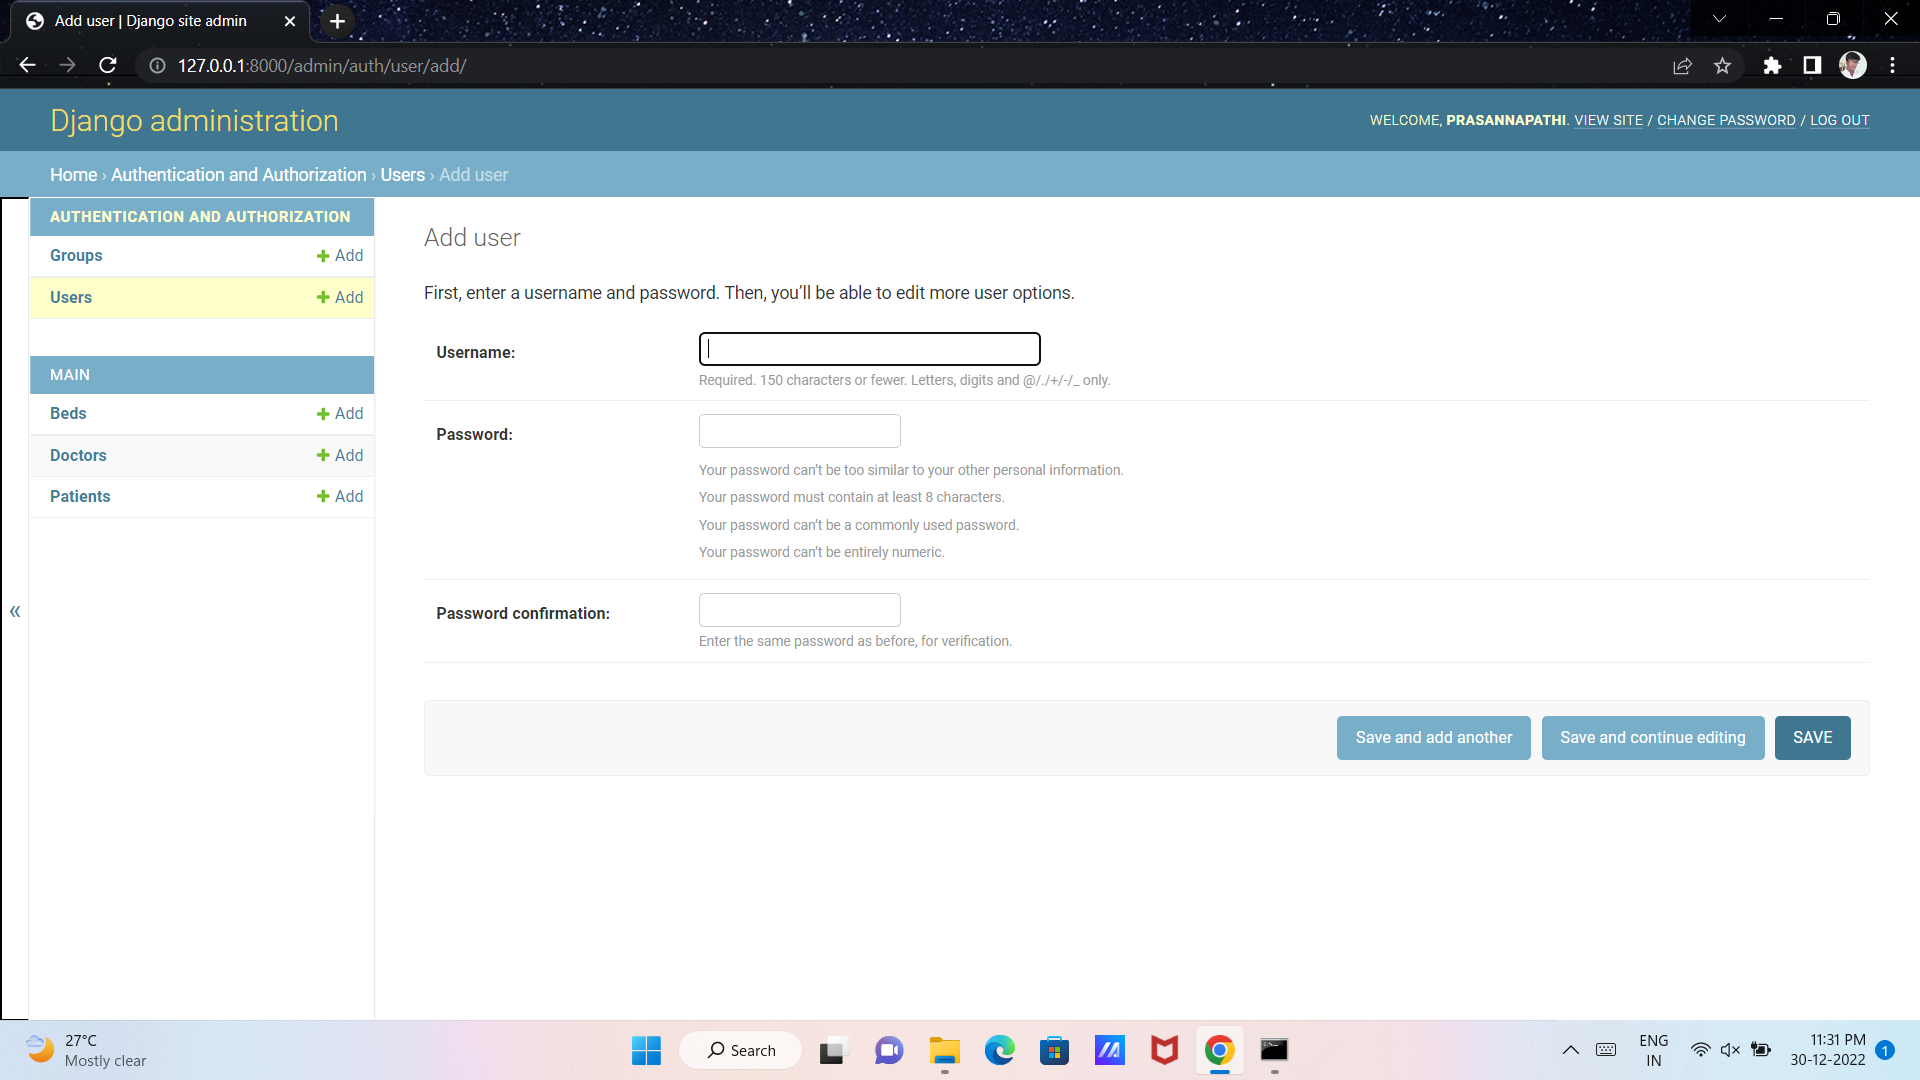 Add user | Django site admin
127.0.0.1:8000/admin/auth/user/add/
Django administration
WELCOME, PRASANNAPATHI. VIEW SITE / CHANGE PASSWORD / LOG OUT
Home › Authentication and Authorization › Users › Add user
AUTHENTICATION AND AUTHORIZATION
Groups + Add
Users + Add
MAIN
Beds + Add
Doctors + Add
Patients + Add
«
Add user
First, enter a username and password. Then, you’ll be able to edit more user options.
Username:
Required. 150 characters or fewer. Letters, digits and @/./+/-/_ only.
Password:
Your password can’t be too similar to your other personal information.
Your password must contain at least 8 characters.
Your password can’t be a commonly used password.
Your password can’t be entirely numeric.
Password confirmation:
Enter the same password as before, for verification.
Save and add another
Save and continue editing
SAVE
27°C
Mostly clear
Search
ENG
IN
11:31 PM
30-12-2022
1